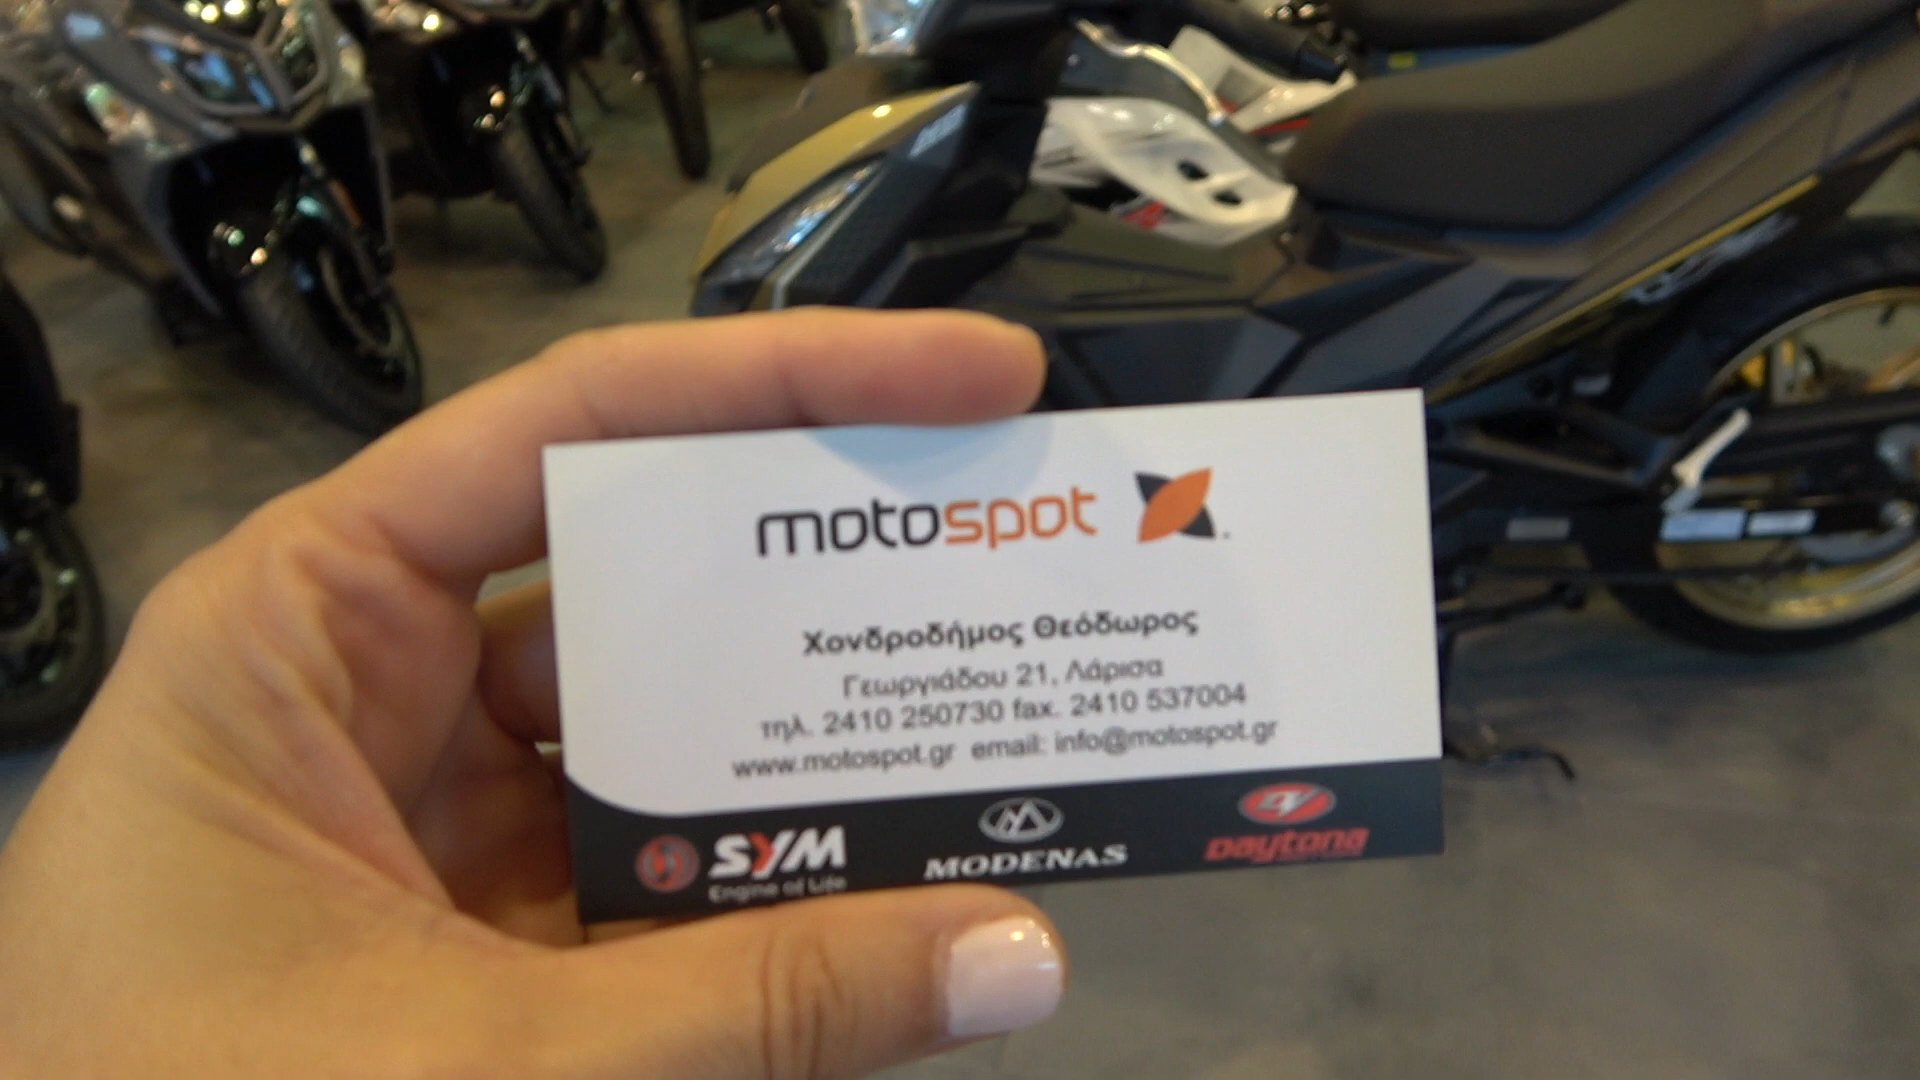 motospot
Χονδροδήμος Θεόδωρος
Γεωργιάδου 21, Λάρισα
τηλ. 2410 250730 fax. 2410 537004
www.motospot.gr email: info@motospot.gr
SYM
Engine of Life
MODENAS
DAYTONA